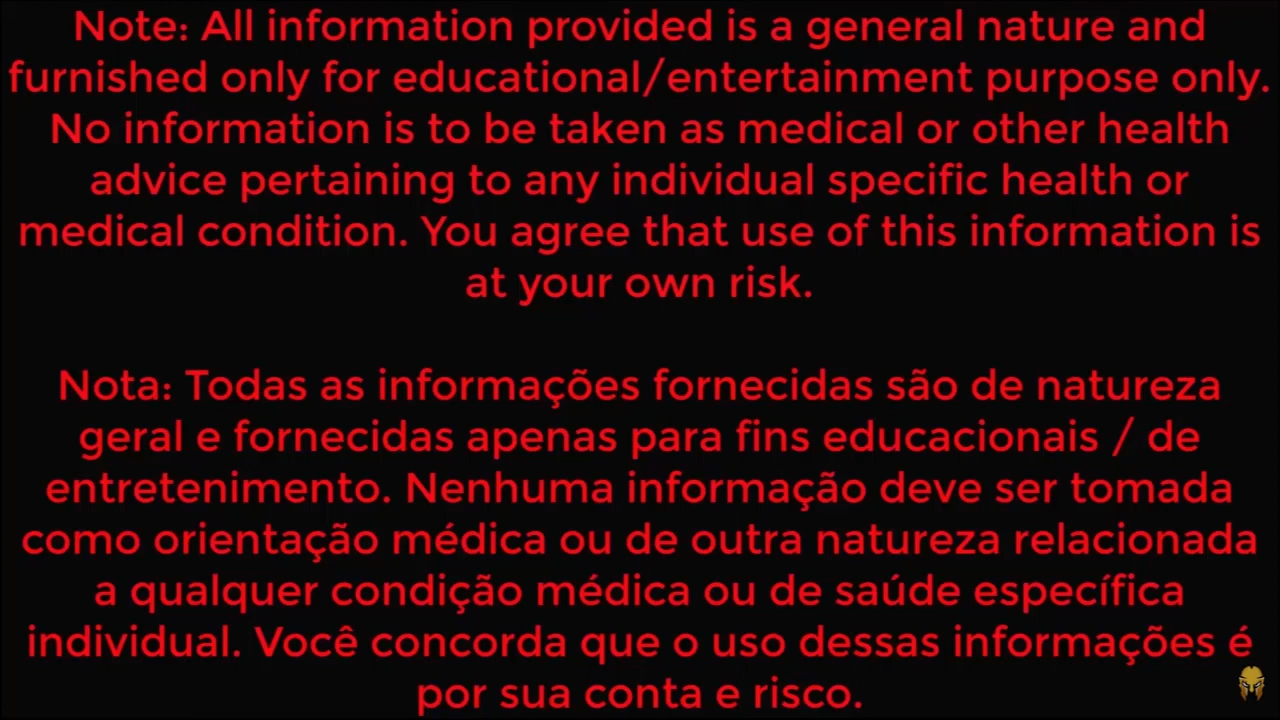 Note: All information provided is a general nature and
furnished only for educational/entertainment purpose only.
No information is to be taken as medical or other health
advice pertaining to any individual specific health or
medical condition. You agree that use of this information is
at your own risk.
Nota: Todas as informações fornecidas são de natureza
geral e fornecidas apenas para fins educacionais / de
entretenimento. Nenhuma informação deve ser tomada
como orientação médica ou de outra natureza relacionada
a qualquer condição médica ou de saúde específica
individual. Você concorda que o uso dessas informações é
por sua conta e risco.